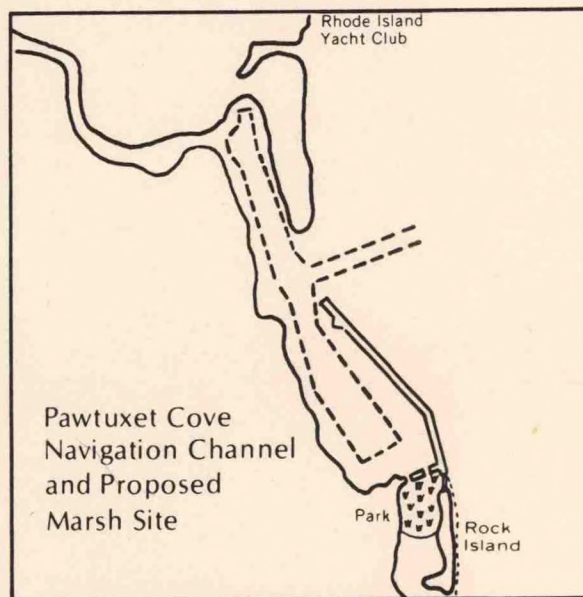 Rhode Island
Yacht Club
Pawtuxet Cove
Navigation Channel
and Proposed
Marsh Site
Park
Rock
Island